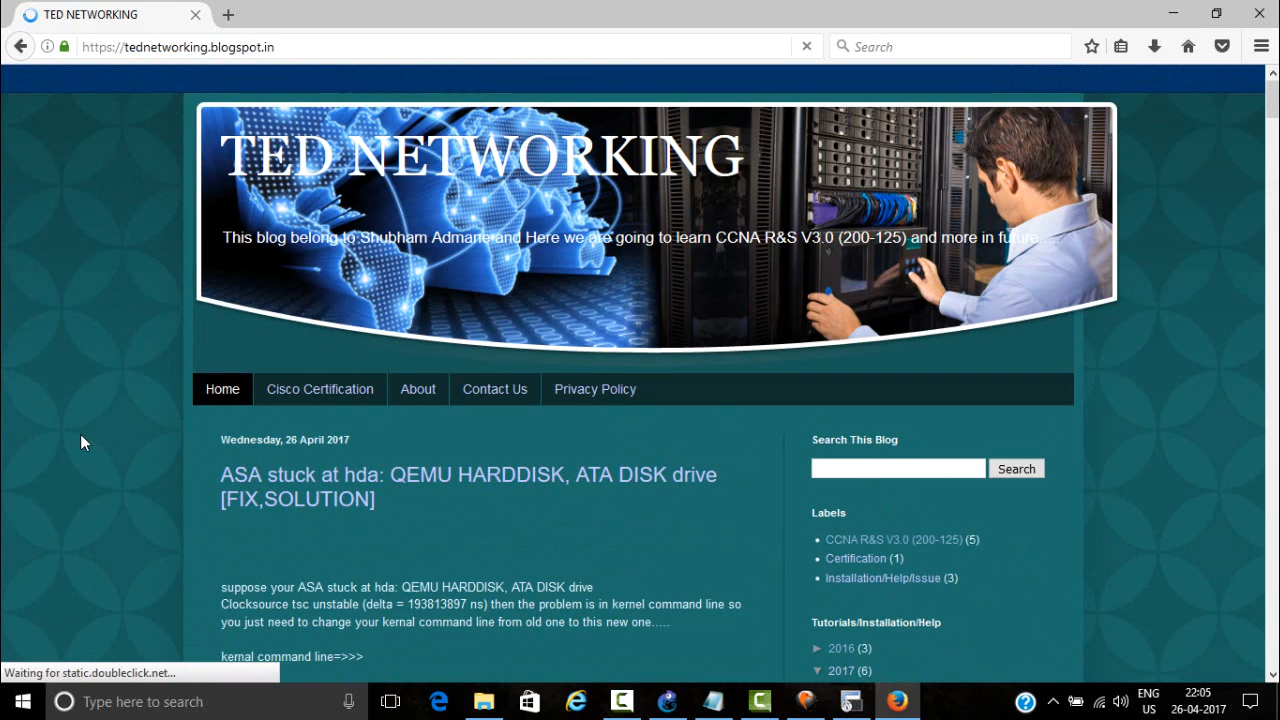 TED NETWORKING
https://tednetworking.blogspot.in
Search
TED NETWORKING
This blog belong to Shubham Admane and Here we are going to learn CCNA R&S V3.0 (200-125) and more in future.....
Home
Cisco Certification
About
Contact Us
Privacy Policy
Wednesday, 26 April 2017
ASA stuck at hda: QEMU HARDDISK, ATA DISK drive
[FIX,SOLUTION]
suppose your ASA stuck at hda: QEMU HARDDISK, ATA DISK drive
Clocksource tsc unstable (delta = 193813897 ns) then the problem is in kernel command line so
you just need to change your kernal command line from old one to this new one…..
kernal command line=>>>
Search This Blog
Search
Labels
CCNA R&S V3.0 (200-125) (5)
Certification (1)
Installation/Help/Issue (3)
Tutorials/Installation/Help
► 2016 (3)
▼ 2017 (6)
Waiting for static.doubleclick.net...
Type here to search
ENG
US
22:05
26-04-2017